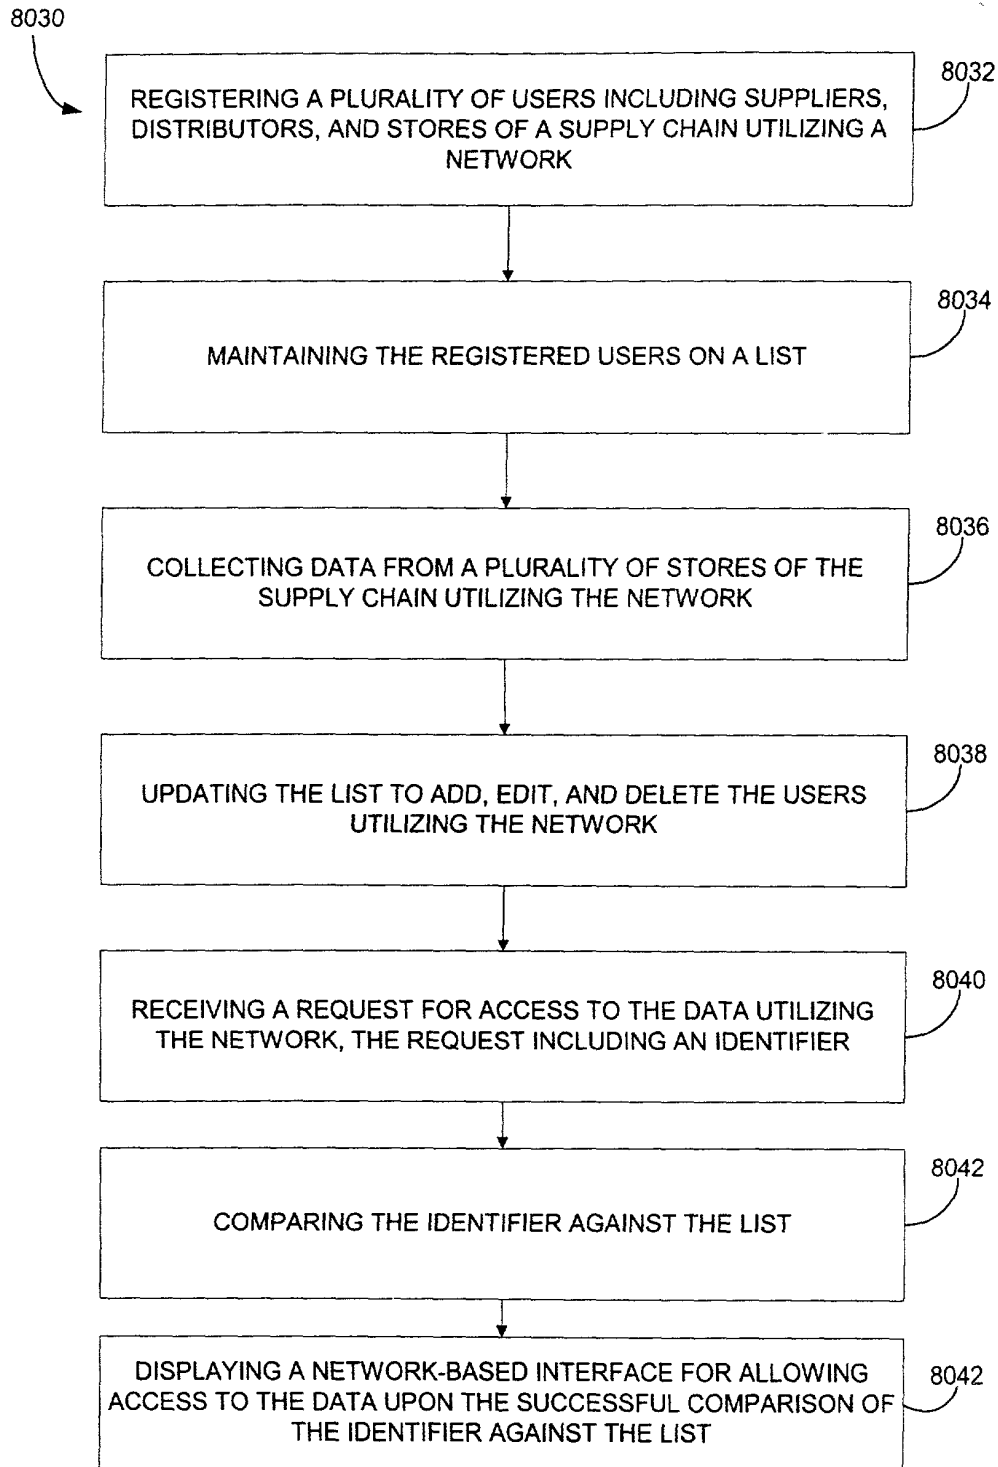 8030
8032
REGISTERING A PLURALITY OF USERS INCLUDING SUPPLIERS,
DISTRIBUTORS, AND STORES OF A SUPPLY CHAIN UTILIZING A
NETWORK
8034
MAINTAINING THE REGISTERED USERS ON A LIST
8036
COLLECTING DATA FROM A PLURALITY OF STORES OF THE
SUPPLY CHAIN UTILIZING THE NETWORK
8038
UPDATING THE LIST TO ADD, EDIT, AND DELETE THE USERS
UTILIZING THE NETWORK
8040
RECEIVING A REQUEST FOR ACCESS TO THE DATA UTILIZING
THE NETWORK, THE REQUEST INCLUDING AN IDENTIFIER
8042
COMPARING THE IDENTIFIER AGAINST THE LIST
8042
DISPLAYING A NETWORK-BASED INTERFACE FOR ALLOWING
ACCESS TO THE DATA UPON THE SUCCESSFUL COMPARISON OF
THE IDENTIFIER AGAINST THE LIST